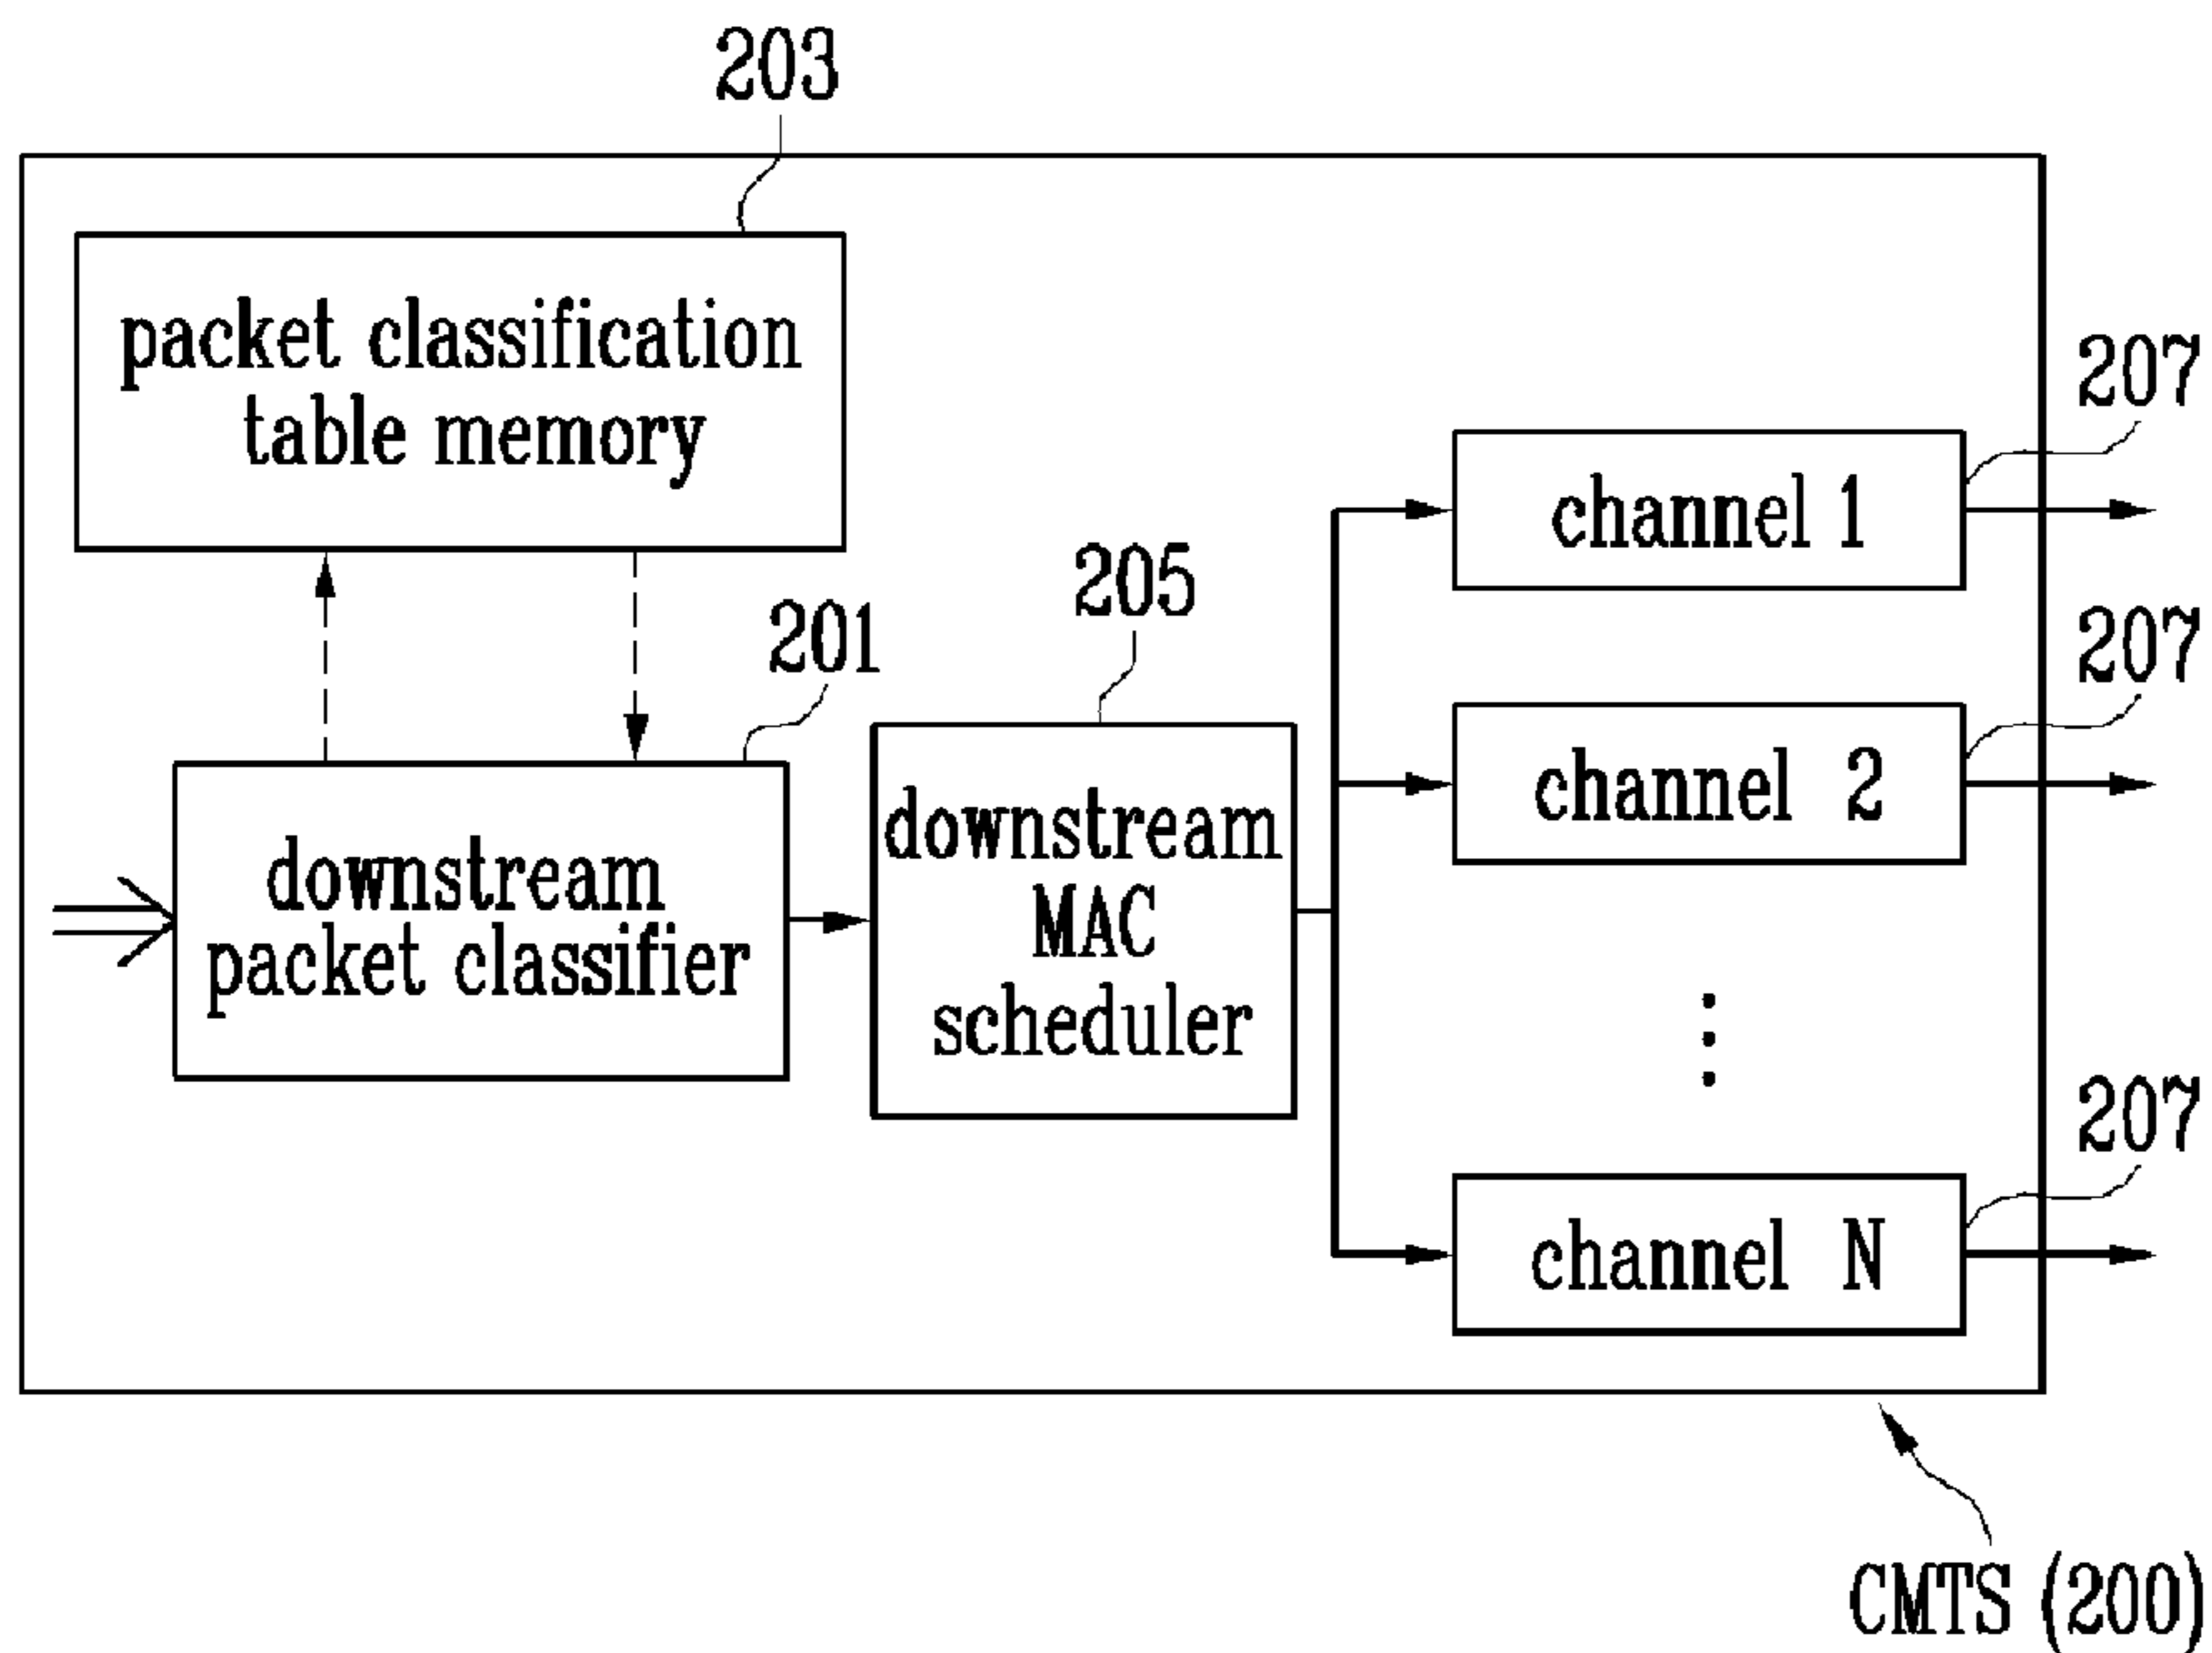 203
packet classification
table memory
207
channel 1
205
201
207
channel 2
downstream
packet classifier
downstream
MAC
scheduler
207
channel N
CMTS (200)